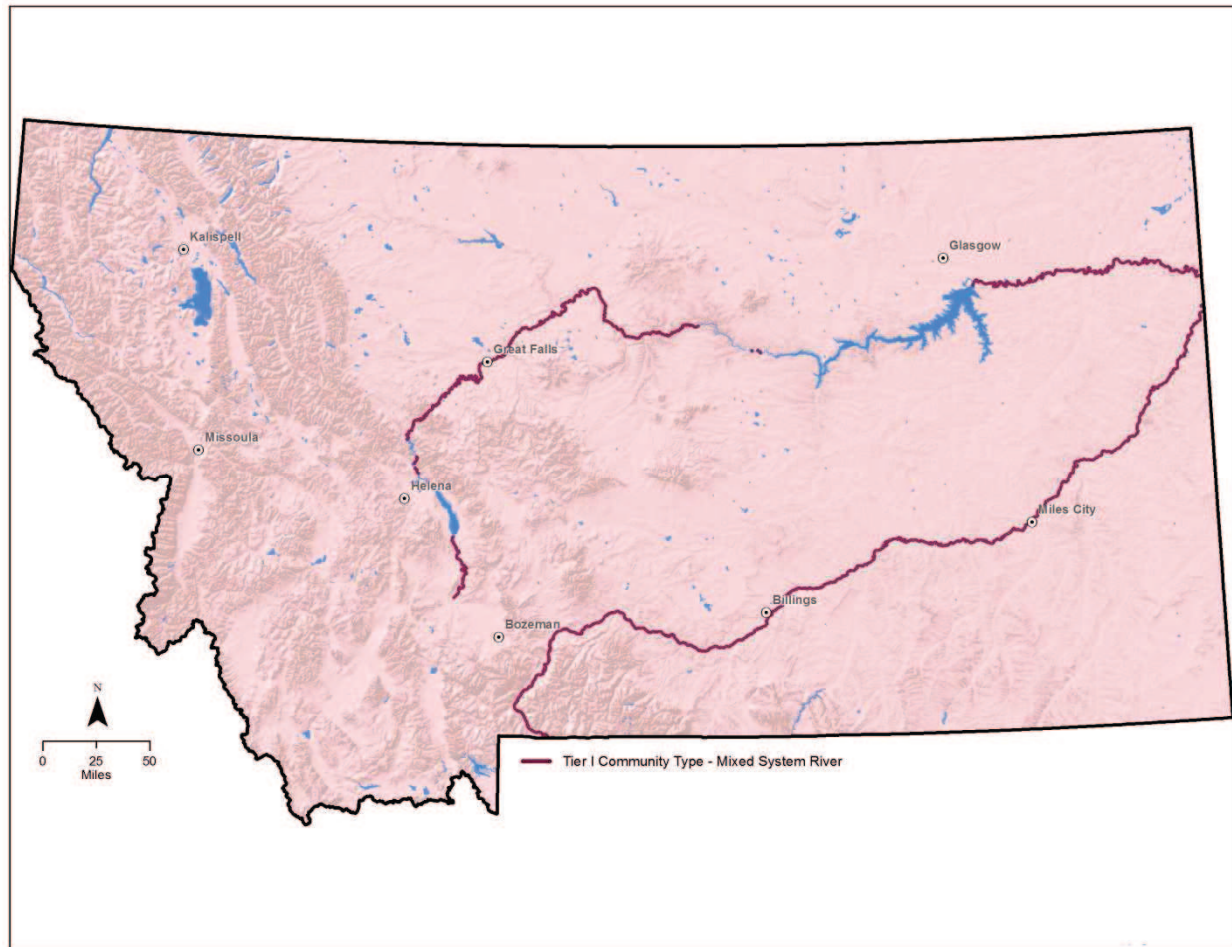 Kalispell
Glasgow
Great Falls
Missoula
Helena
Miles City
Billings
Bozeman
N
0 25 50
Miles
Tier I Community Type - Mixed System River